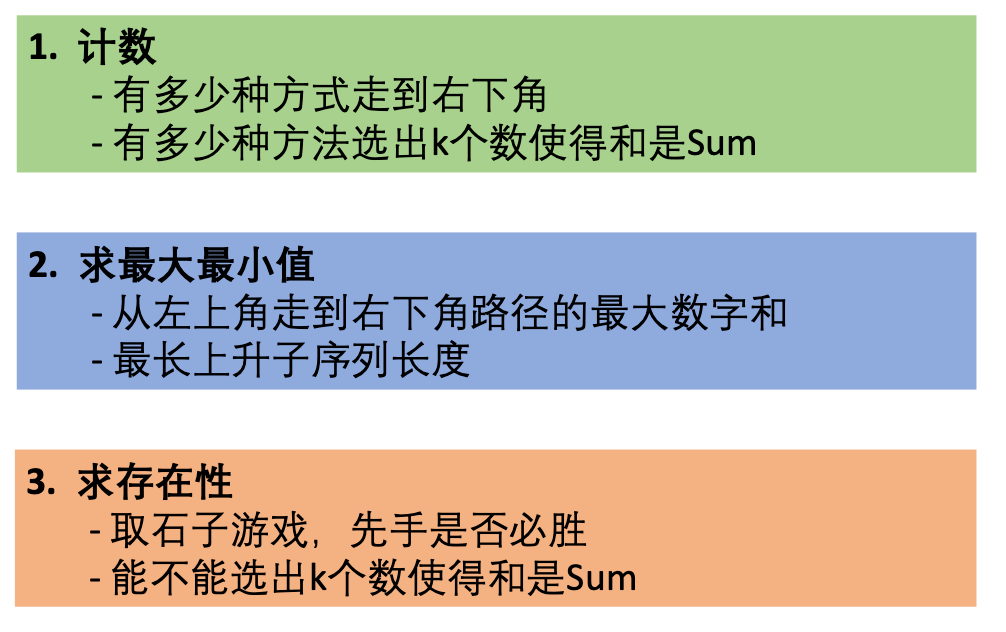 1. 计数
- 有多少种方式走到右下角
- 有多少种方法选出k个数使得和是Sum
2. 求最大最小值
- 从左上角走到右下角路径的最大数字和
- 最长上升子序列长度
3. 求存在性
- 取石子游戏，先手是否必胜
- 能不能选出k个数使得和是Sum